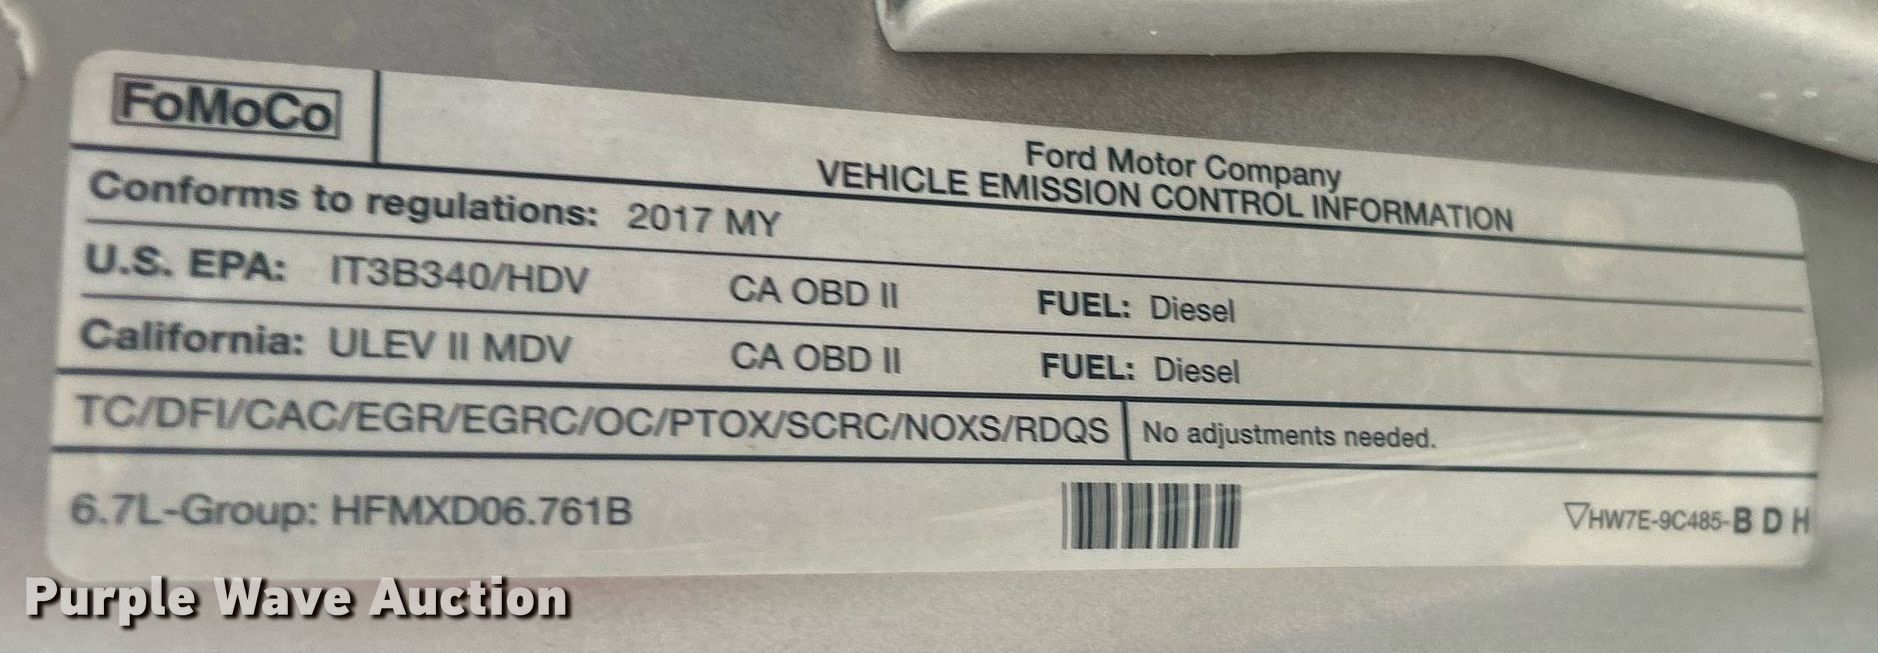 FoMoCo
Ford Motor Company
VEHICLE EMISSION CONTROL INFORMATION
Conforms to regulations: 2017 MY
U.S. EPA: IT3B340/HDV CA OBD II FUEL: Diesel
California: ULEV II MDV CA OBD II FUEL: Diesel
TC/DFI/CAC/EGR/EGRC/OC/PTOX/SCRC/NOXS/RDQS No adjustments needed.
6.7L-Group: HFMXD06.761B ▽HW7E-9C485-B D H
Purple Wave Auction